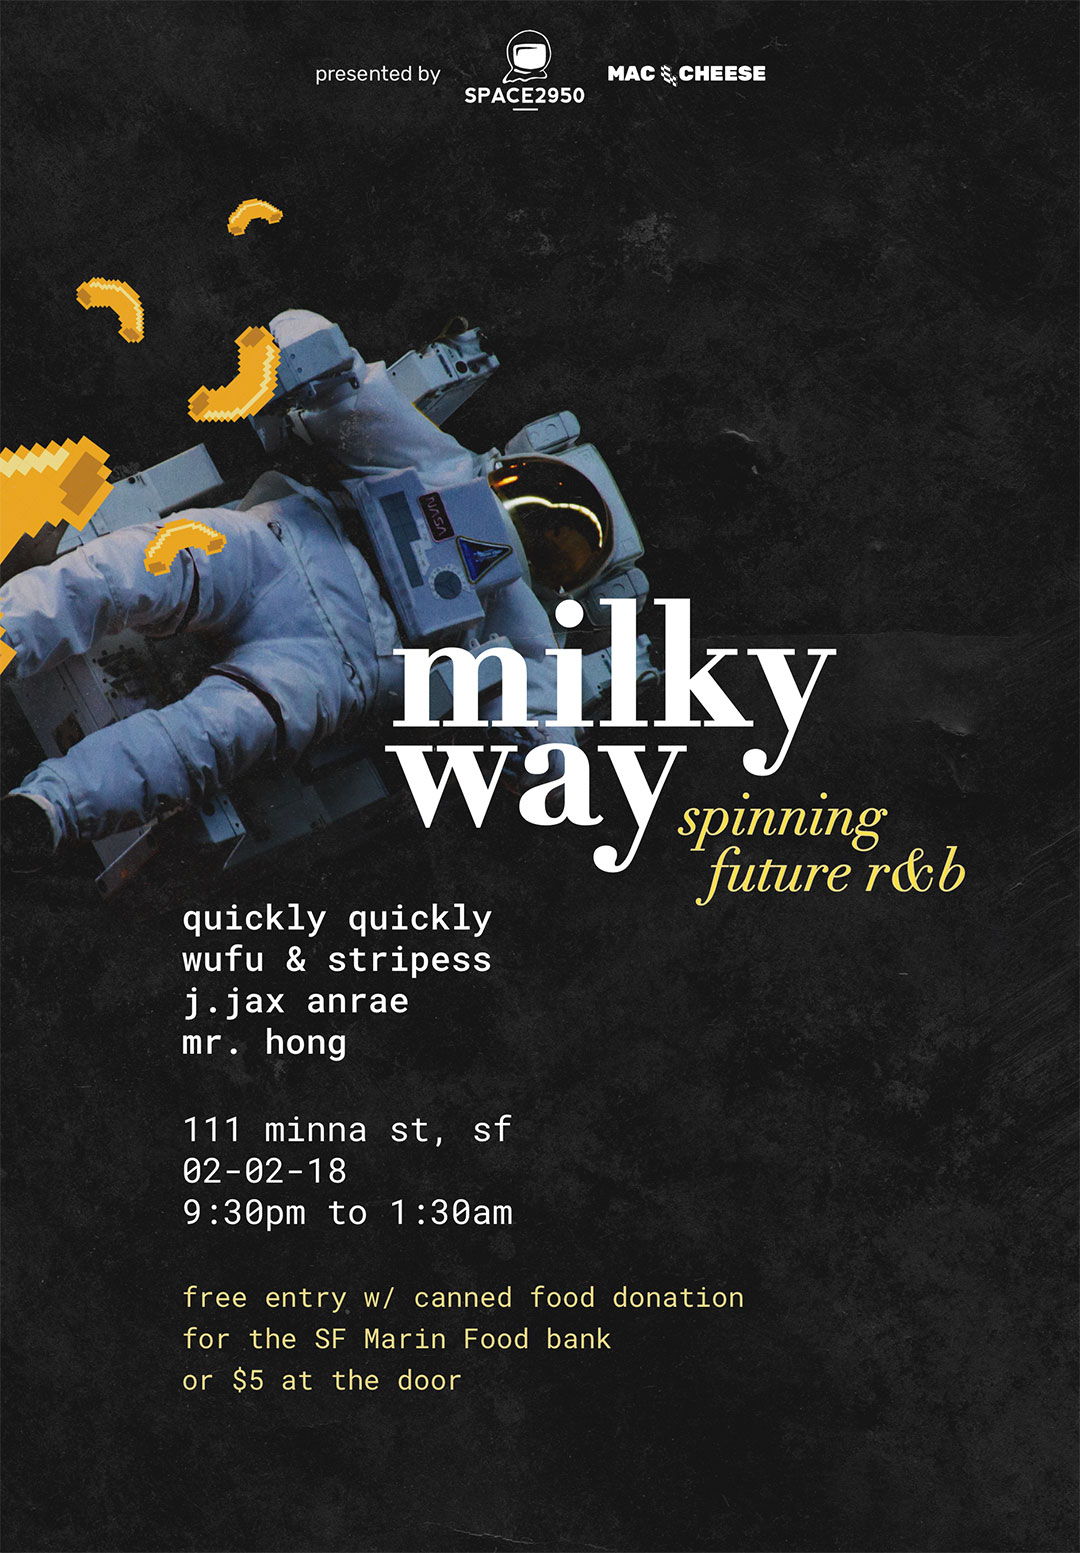 presented by SPACE2950 MAC & CHEESE
NASA
milky
way
spinning
future r&b
quickly quickly
wufu & stripess
j.jax anrae
mr. hong
111 minna st, sf
02-02-18
9:30pm to 1:30am
free entry w/ canned food donation
for the SF Marin Food bank
or $5 at the door